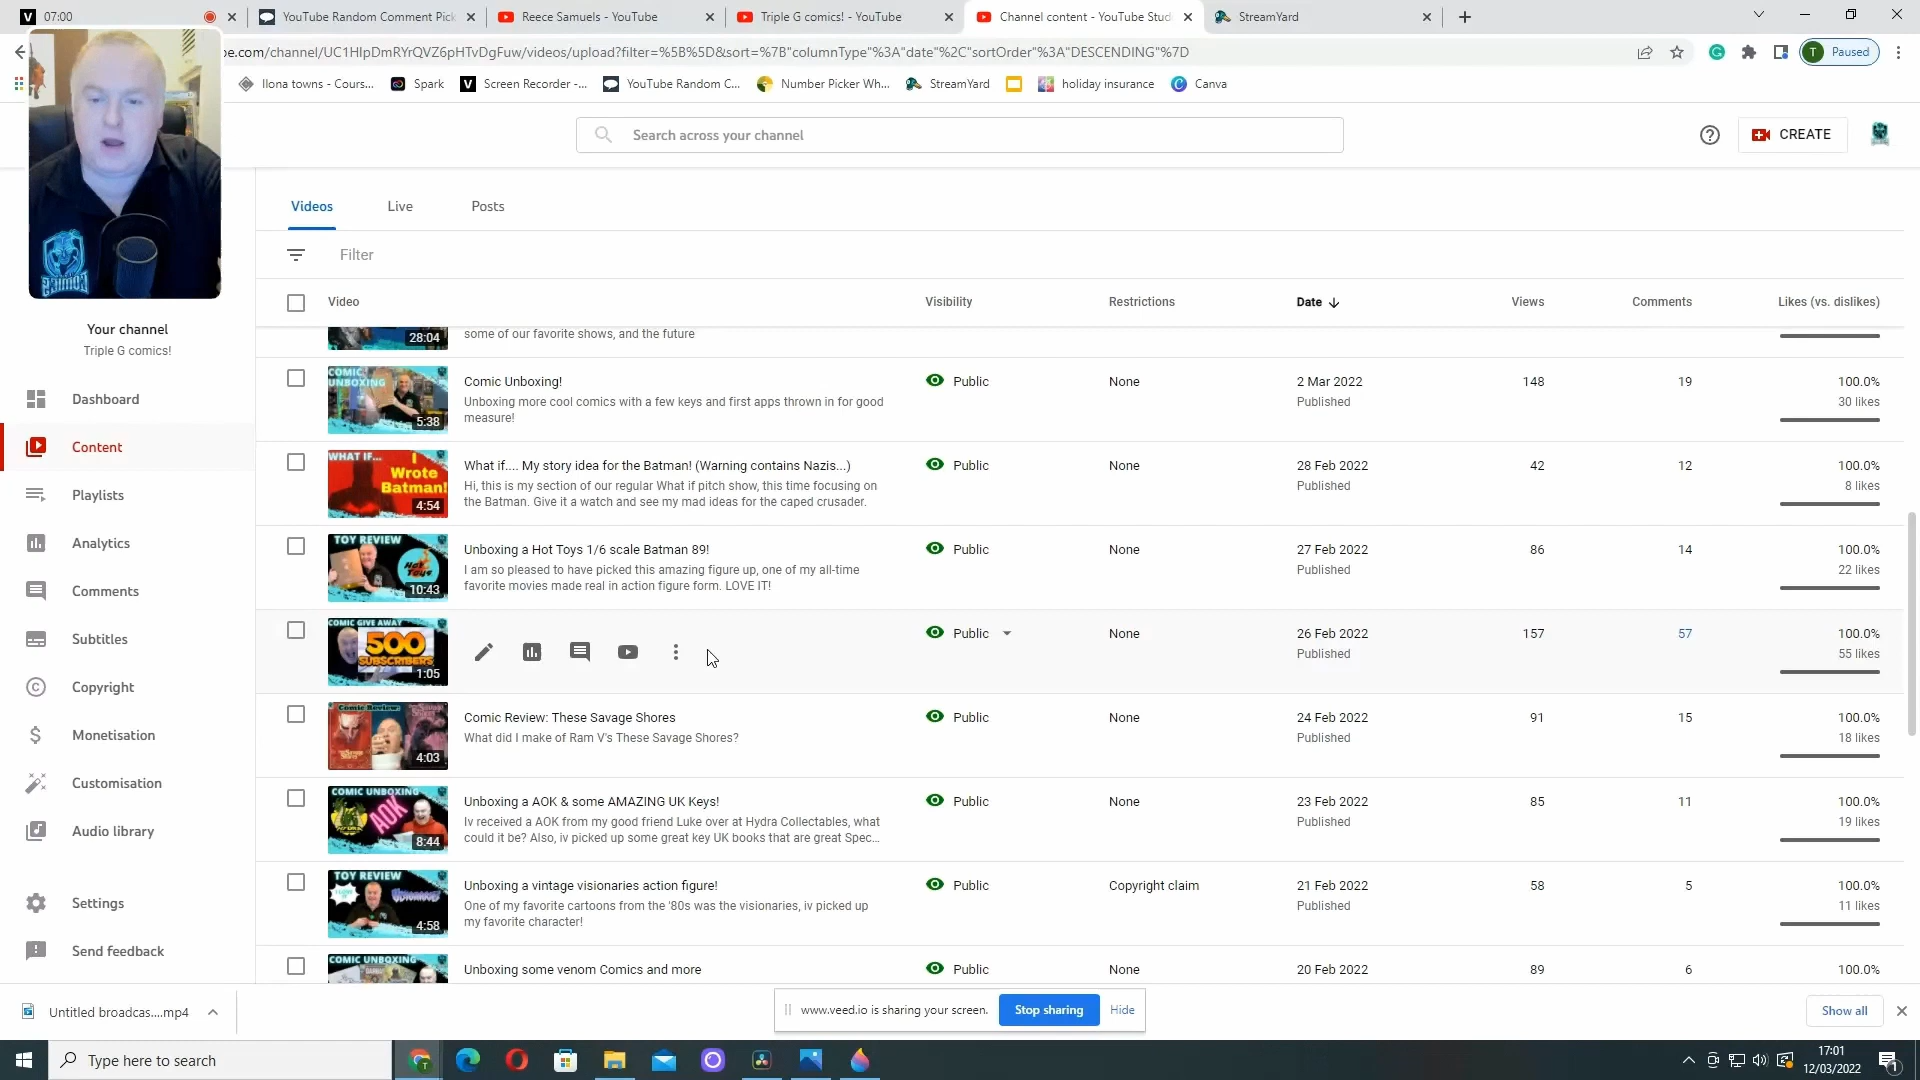 07:00
YouTube Random Comment Pick
Reece Samuels - YouTube
Triple G comics! - YouTube
Channel content - YouTube Stud
StreamYard
be.com/channel/UC1HIpDmRYrQVZ6pHTvDgFuw/videos/upload?filter=%5B%5D&sort=%7B"columnType"%3A"date"%2C"sortOrder"%3A"DESCENDING"%7D
T Paused
Ilona towns - Cours...
Spark
Screen Recorder -...
YouTube Random C...
Number Picker Wh...
StreamYard
holiday insurance
Canva
Search across your channel
CREATE
COMICS
Your channel
Triple G comics!
Dashboard
Content
Playlists
Analytics
Comments
Subtitles
Copyright
Monetisation
Customisation
Audio library
Settings
Send feedback
Videos Live Posts
Filter
Video Visibility Restrictions Date Views Comments Likes (vs. dislikes)
28:04
some of our favorite shows, and the future
COMIC
UNBOXING
5:38
Comic Unboxing! Public None 2 Mar 2022 148 19 100.0%
Unboxing more cool comics with a few keys and first apps thrown in for good Published 30 likes
measure!
WHAT IF...
I
Wrote
Batman!
4:54
What if.... My story idea for the Batman! (Warning contains Nazis...) Public None 28 Feb 2022 42 12 100.0%
Hi, this is my section of our regular What if pitch show, this time focusing on Published 8 likes
the Batman. Give it a watch and see my mad ideas for the caped crusader.
TOY REVIEW
Hot
Toys
10:43
Unboxing a Hot Toys 1/6 scale Batman 89! Public None 27 Feb 2022 86 14 100.0%
I am so pleased to have picked this amazing figure up, one of my all-time Published 22 likes
favorite movies made real in action figure form. LOVE IT!
COMIC GIVE AWAY
500
SUBSCRIBERS
1:05
Public None 26 Feb 2022 157 57 100.0%
Published 55 likes
Comic Review:
4:03
Comic Review: These Savage Shores Public None 24 Feb 2022 91 15 100.0%
What did I make of Ram V's These Savage Shores? Published 18 likes
COMIC UNBOXING
AOK
8:44
Unboxing a AOK & some AMAZING UK Keys! Public None 23 Feb 2022 85 11 100.0%
Iv received a AOK from my good friend Luke over at Hydra Collectables, what Published 19 likes
could it be? Also, iv picked up some great key UK books that are great Spec...
TOY REVIEW
4:58
Unboxing a vintage visionaries action figure! Public Copyright claim 21 Feb 2022 58 5 100.0%
One of my favorite cartoons from the '80s was the visionaries, iv picked up Published 11 likes
my favorite character!
COMIC UNBOXING
Unboxing some venom Comics and more Public None 20 Feb 2022 89 6 100.0%
Untitled broadcas....mp4
www.veed.io is sharing your screen. Stop sharing Hide
Show all
Type here to search
17:01
12/03/2022
1